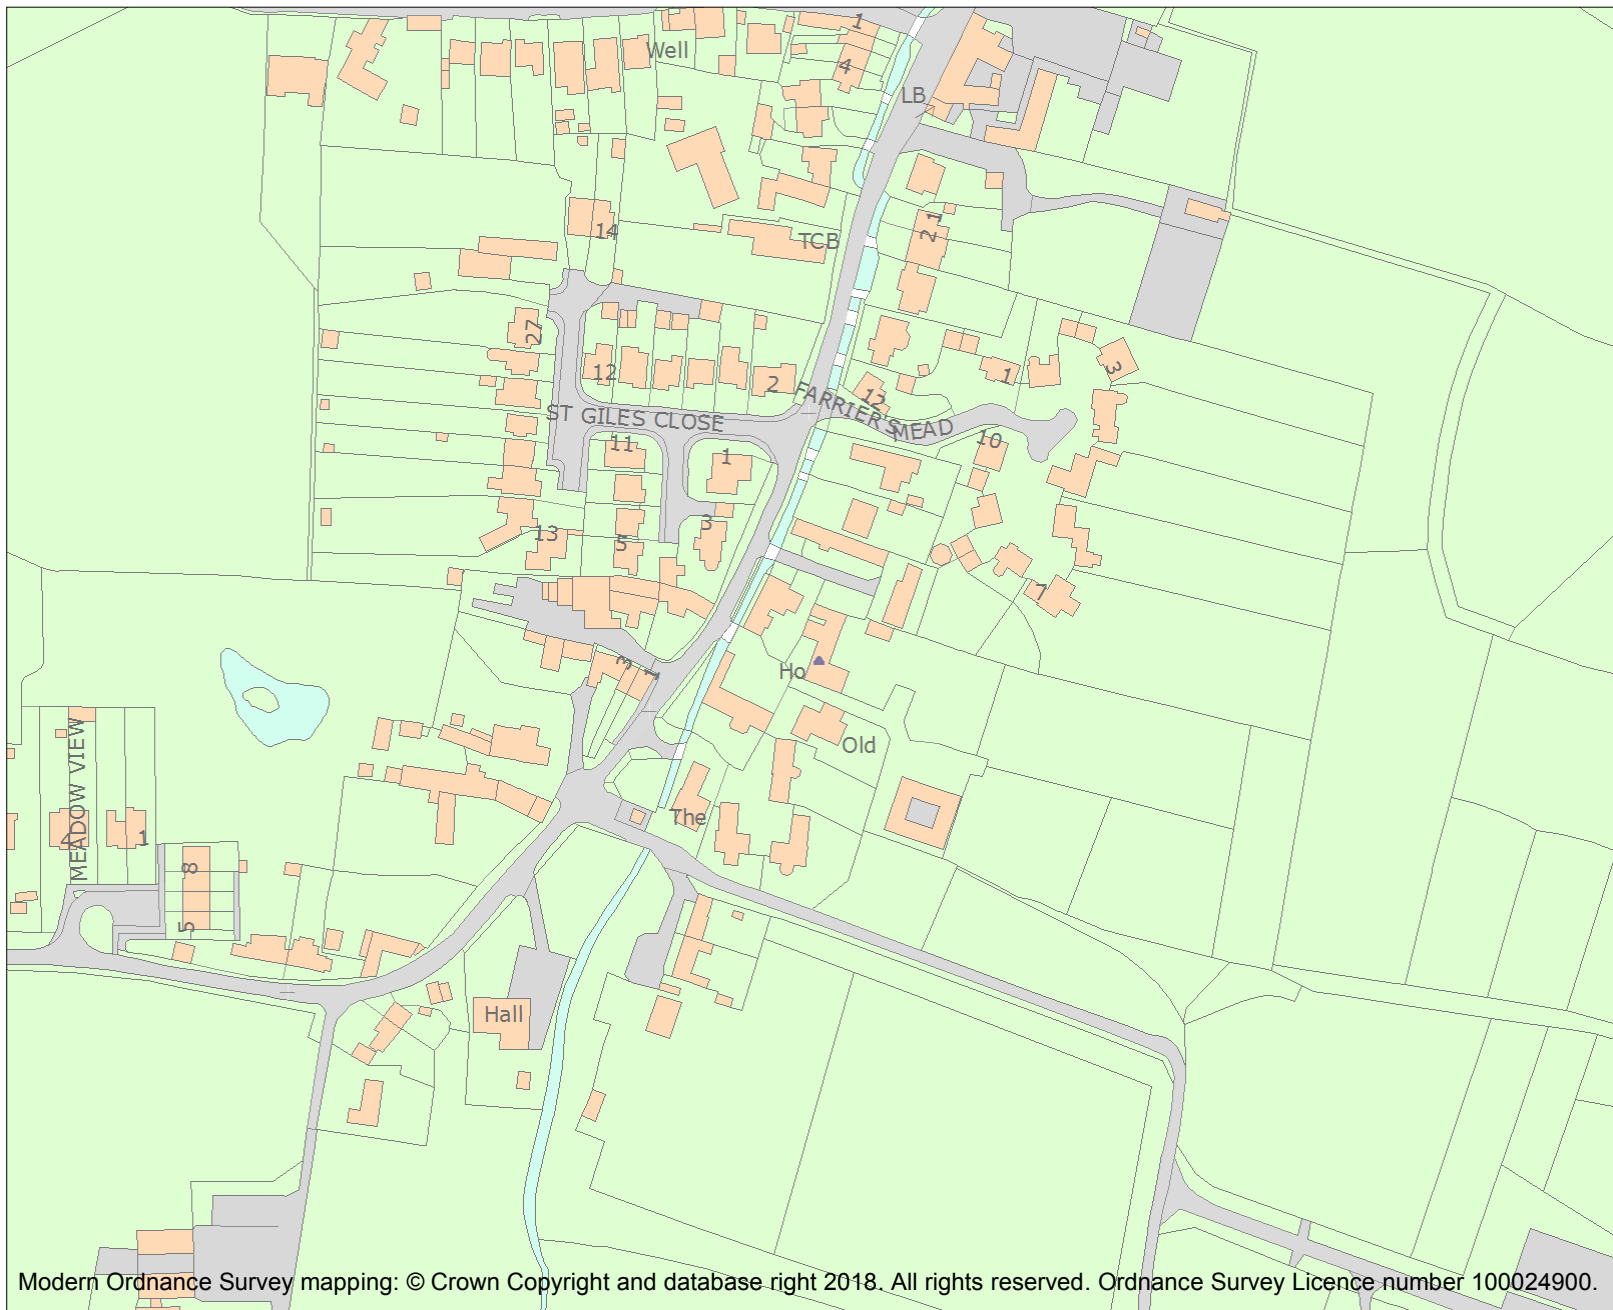 1
Well
4
LB
2 1
14
TCB
27
12
2
1
3
12
ST GILES CLOSE
FARRIER'S
MEAD
10
11
1
3
13
5
7
3
1
Ho
Old
MEADOW VIEW
4
1
The
8
5
Hall
Modern Ordnance Survey mapping: © Crown Copyright and database right 2018. All rights reserved. Ordnance Survey Licence number 100024900.